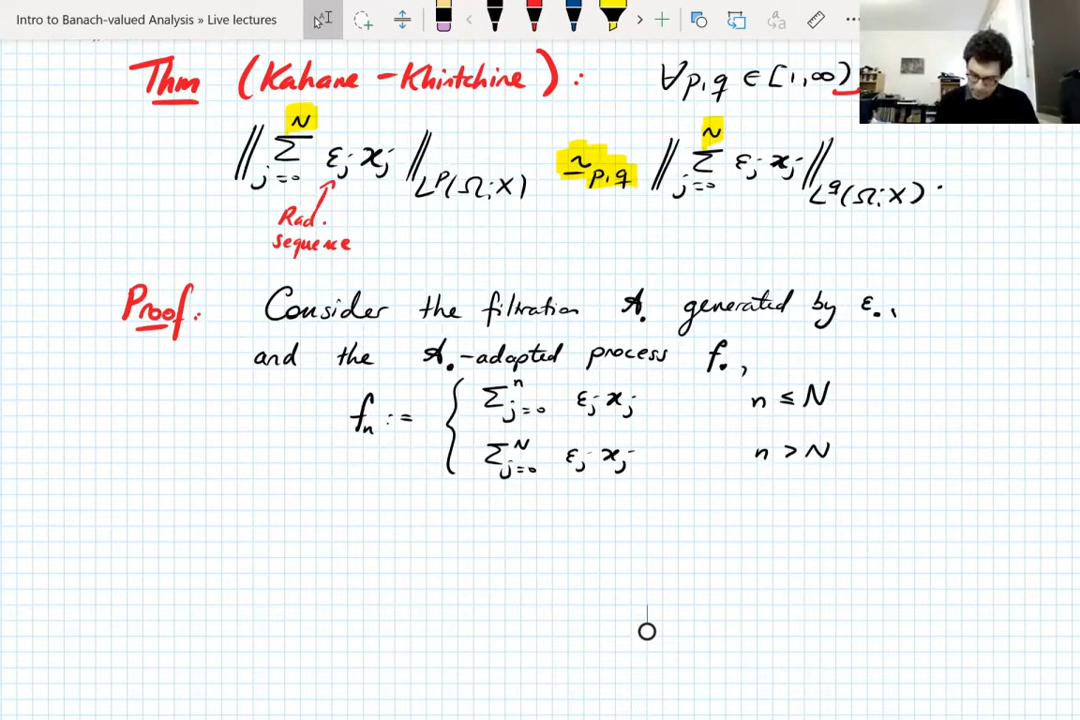 Intro to Banach-valued Analysis » Live lectures
Thm (Kahane - Khintchine): ∀p,q ∈ [1,∞)
‖ Σ_{j=0}^{N} ε_j x_j ‖_{L^p(Ω;X)} ≃_{p,q} ‖ Σ_{j=0}^{N} ε_j x_j ‖_{L^q(Ω;X)}.
Rad.
sequence
Proof: Consider the filtration A. generated by ε.,
and the A.-adapted process f.,
f_n := { Σ_{j=0}^{n} ε_j x_j n ≤ N
Σ_{j=0}^{N} ε_j x_j n > N